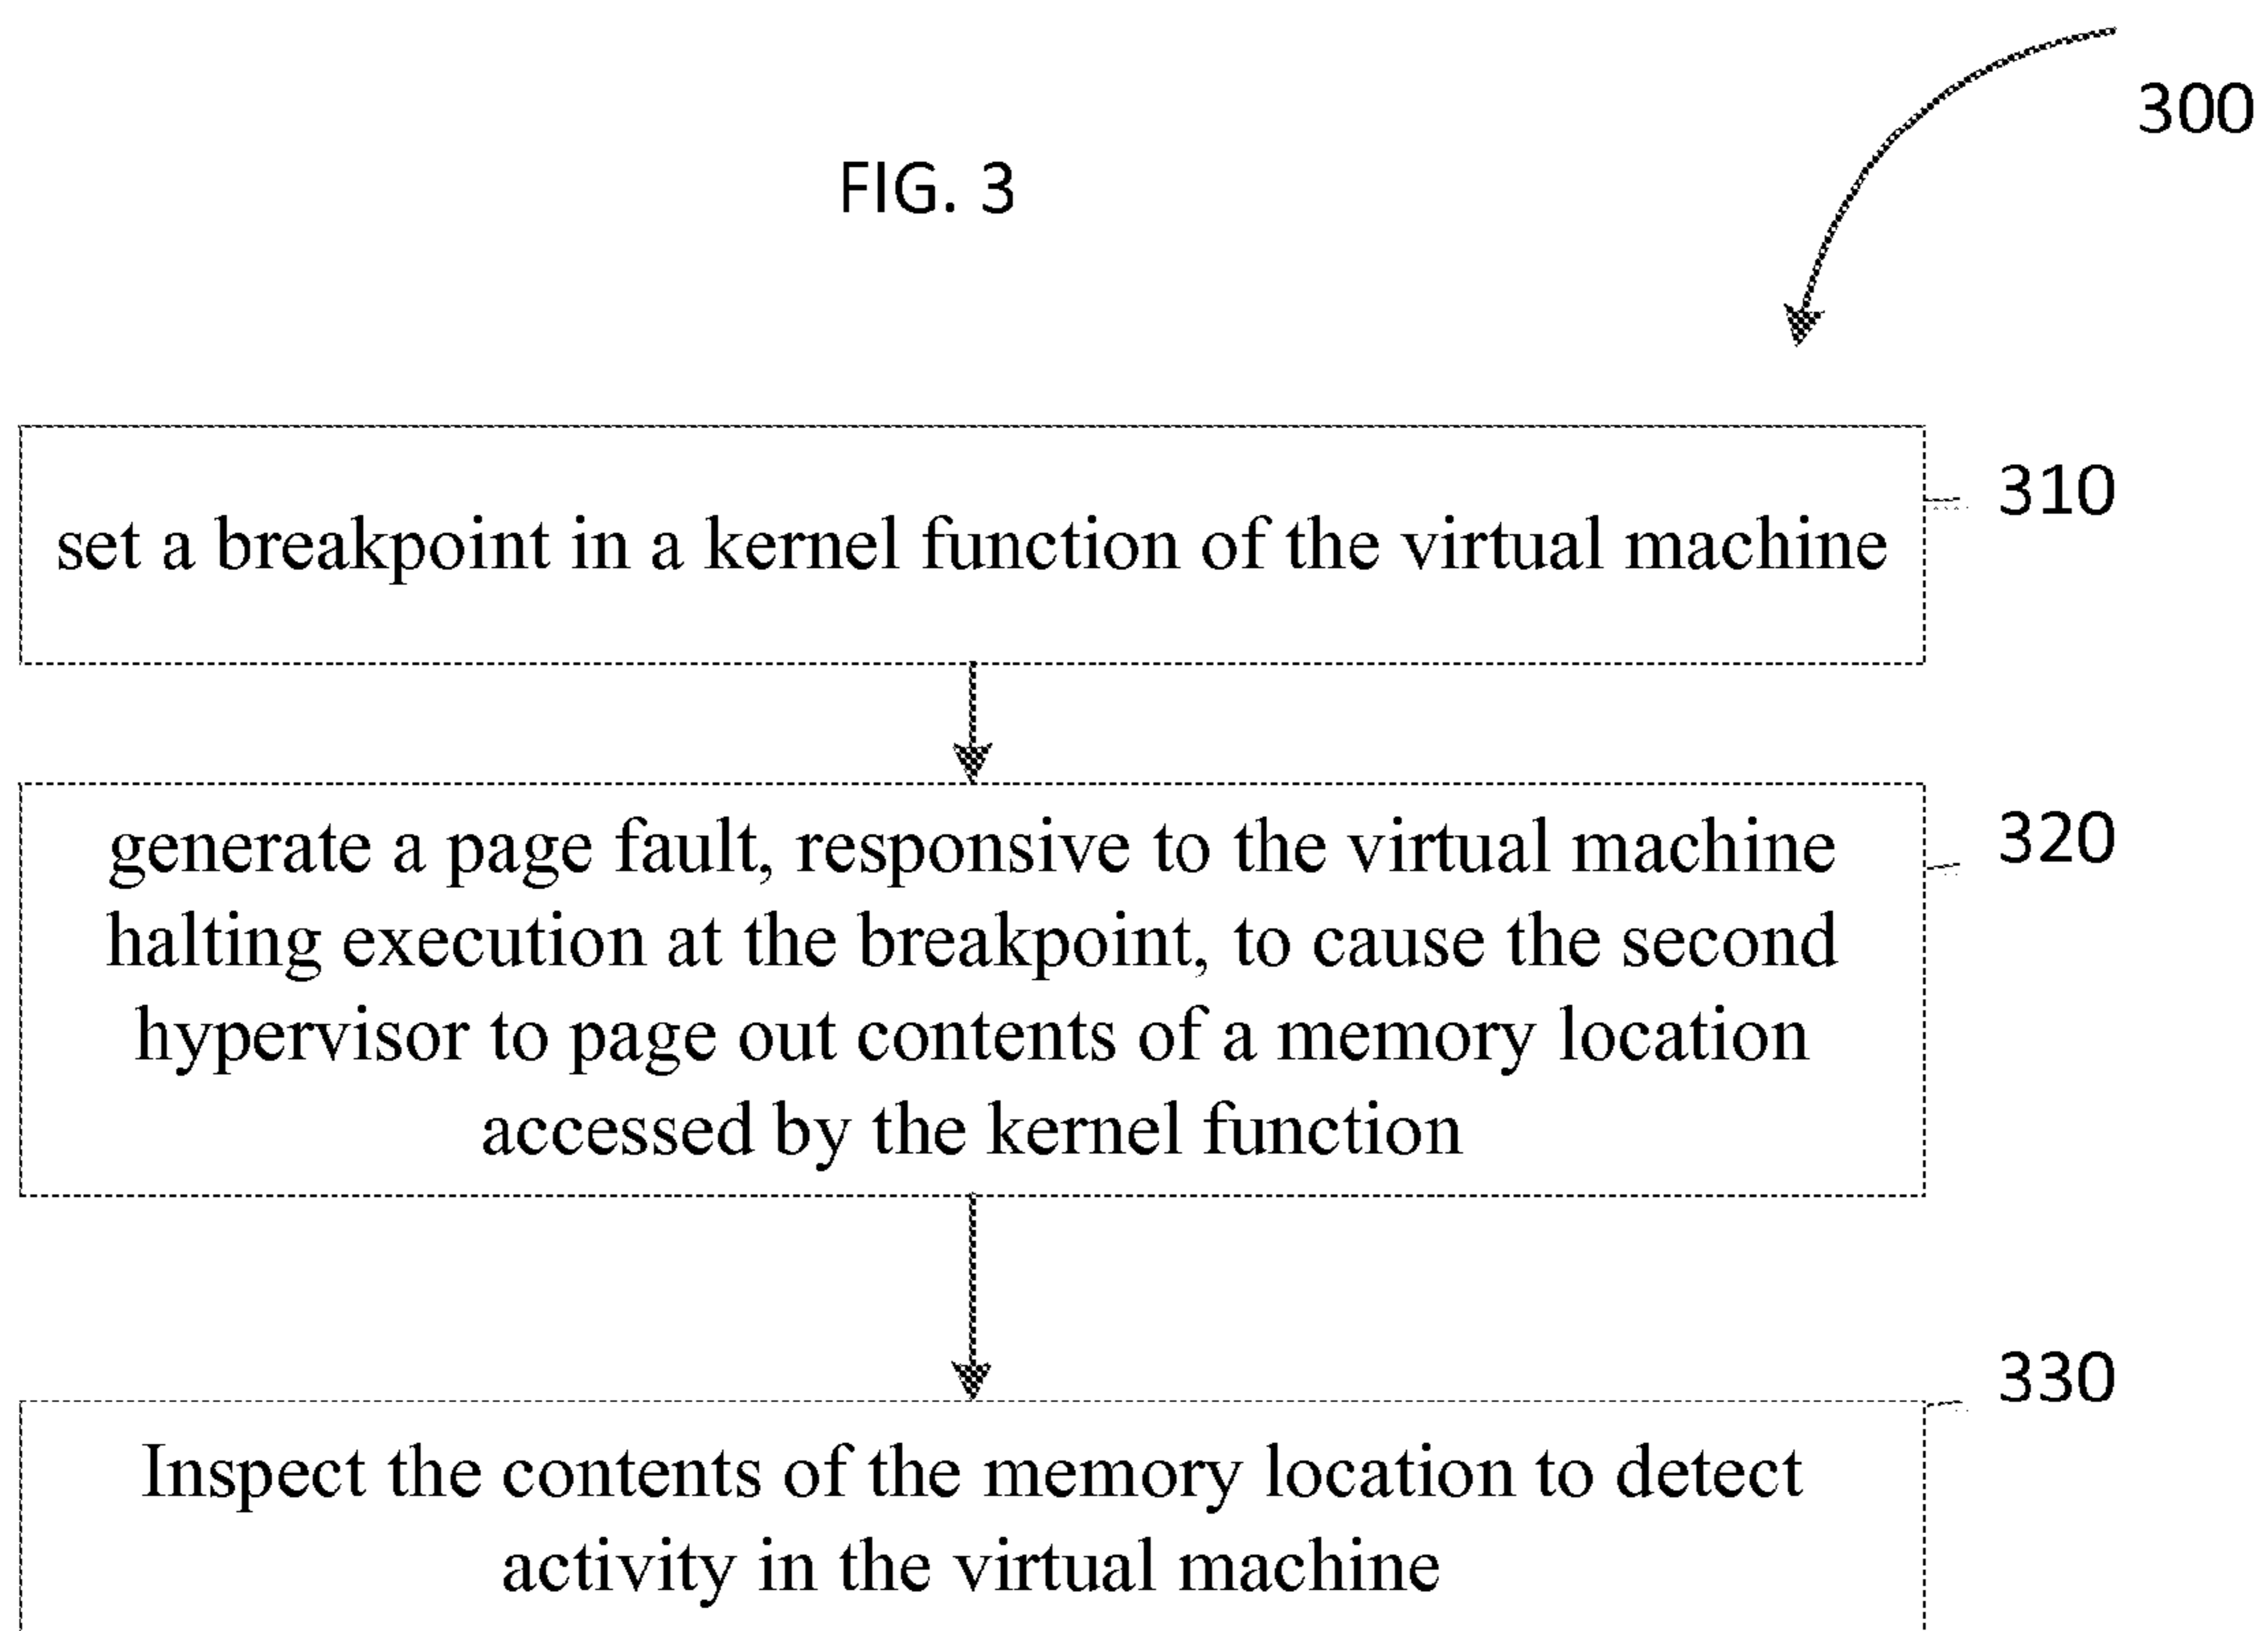 300
FIG. 3
310
set a breakpoint in a kernel function of the virtual machine
320
generate a page fault, responsive to the virtual machine
halting execution at the breakpoint, to cause the second
hypervisor to page out contents of a memory location
accessed by the kernel function
330
Inspect the contents of the memory location to detect
activity in the virtual machine